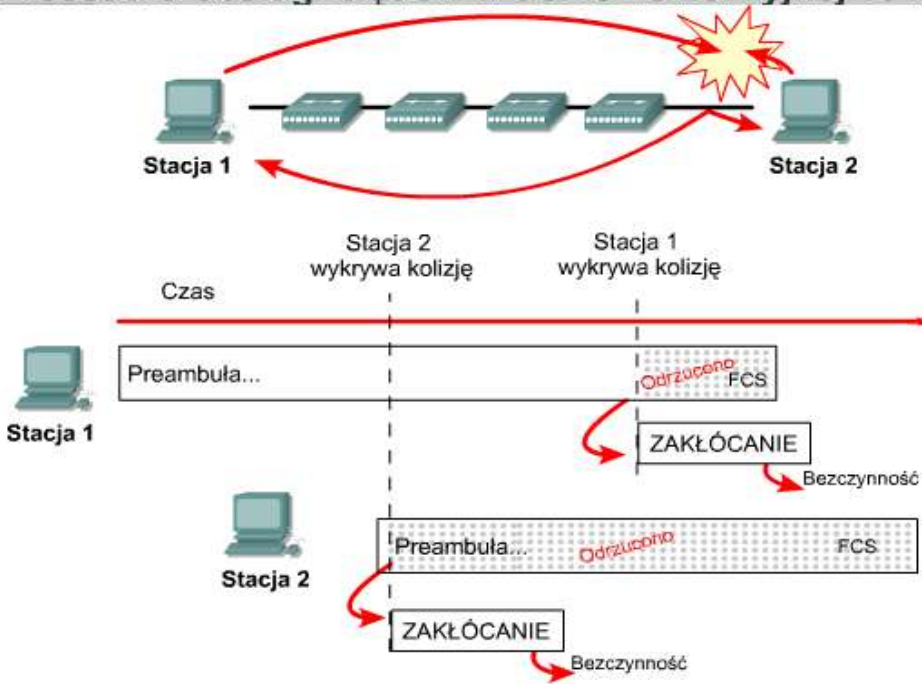 Stacja 1
Stacja 2
Stacja 2
wykrywa kolizję
Stacja 1
wykrywa kolizję
Czas
Preambuła...
Odrzucono
FCS
Stacja 1
ZAKŁÓCANIE
Bezczynność
Preambuła...
Odrzucono
FCS
Stacja 2
ZAKŁÓCANIE
Bezczynność